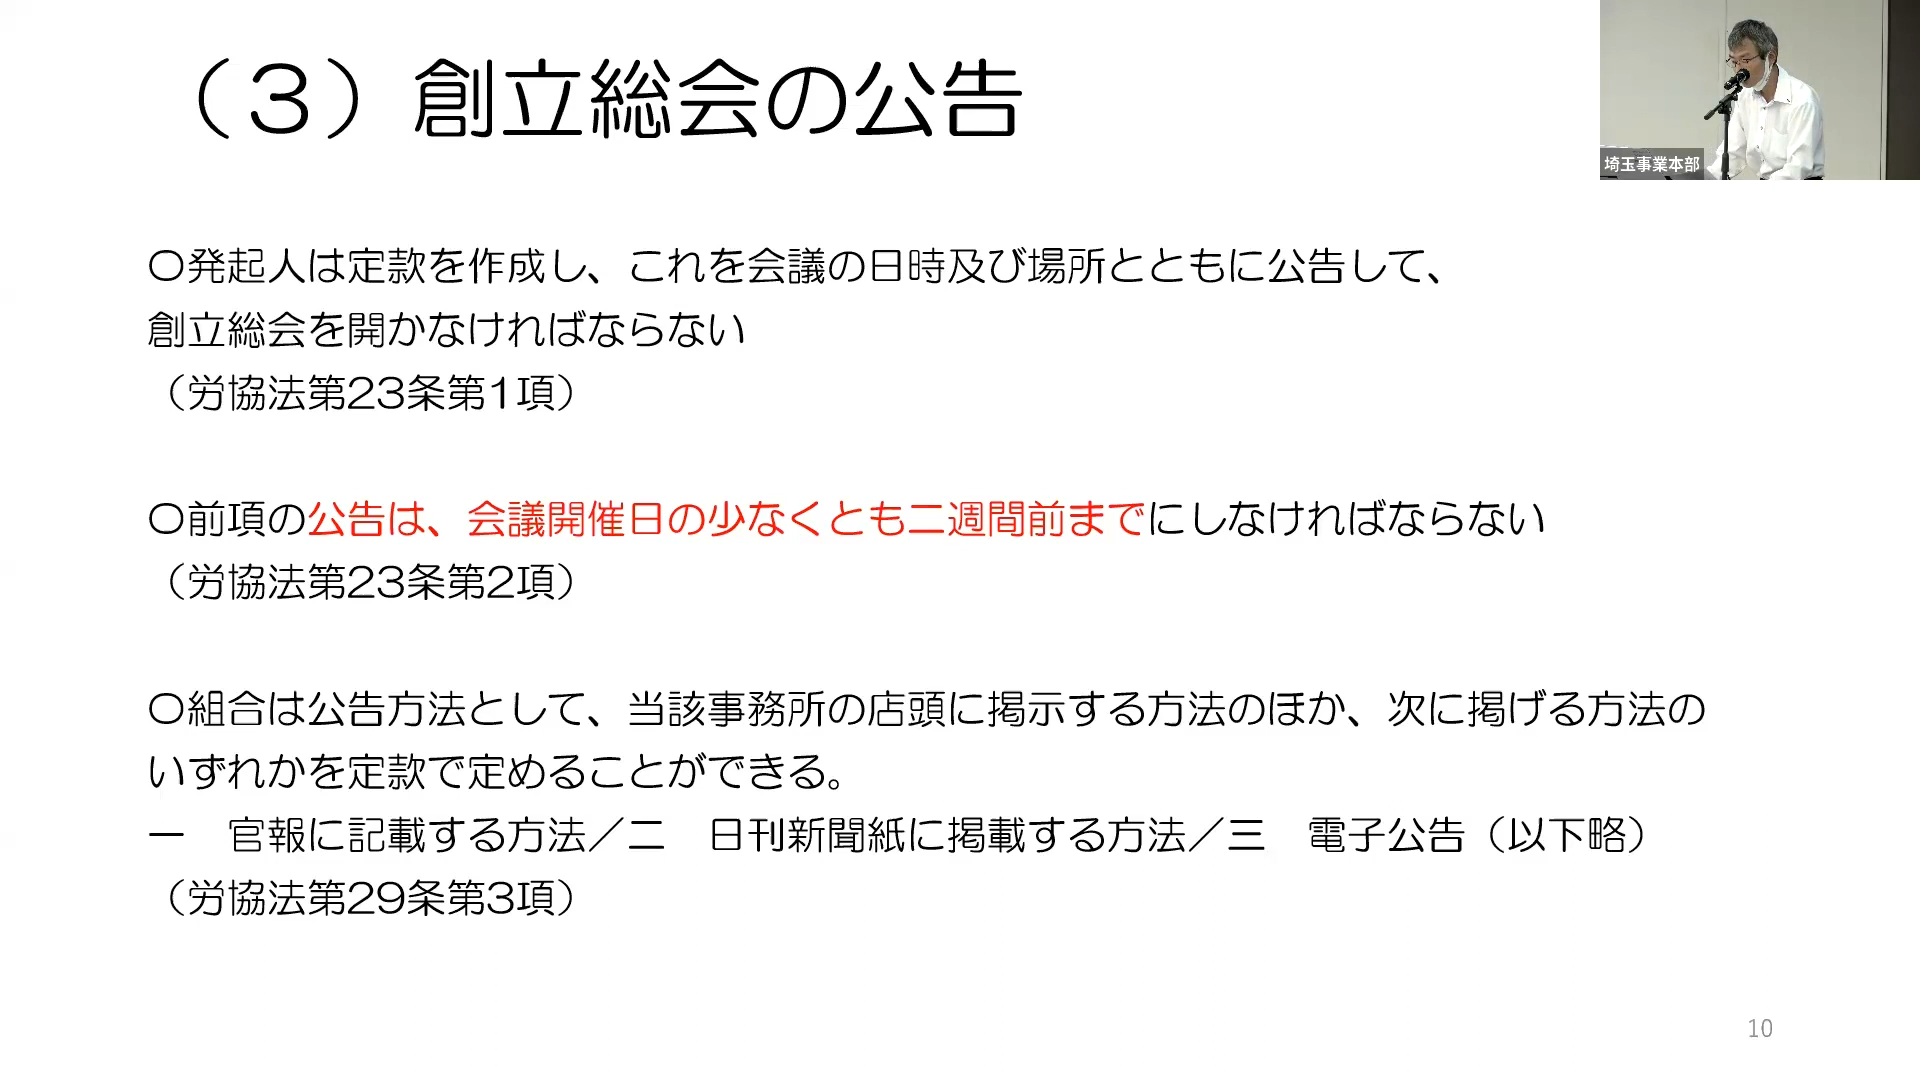 （３）創立総会の公告
埼玉事業本部
〇発起人は定款を作成し、これを会議の日時及び場所とともに公告して、
創立総会を開かなければならない
（労協法第23条第1項）
〇前項の公告は、会議開催日の少なくとも二週間前までにしなければならない
（労協法第23条第2項）
〇組合は公告方法として、当該事務所の店頭に掲示する方法のほか、次に掲げる方法の
いずれかを定款で定めることができる。
一　官報に記載する方法／二　日刊新聞紙に掲載する方法／三　電子公告（以下略）
（労協法第29条第3項）
10